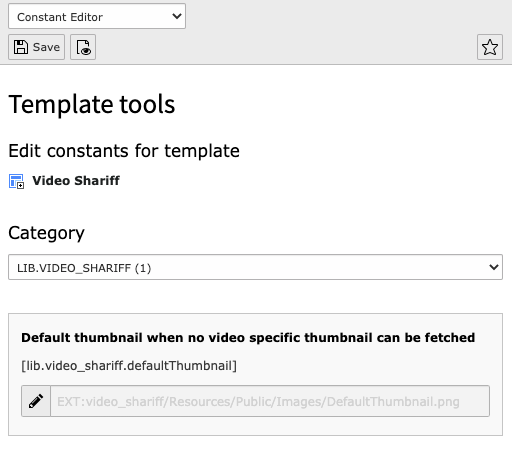 Constant Editor
Save
Template tools
Edit constants for template
Video Shariff
Category
LIB.VIDEO_SHARIFF (1)
Default thumbnail when no video specific thumbnail can be fetched
[lib.video_shariff.defaultThumbnail]
EXT:video_shariff/Resources/Public/Images/DefaultThumbnail.png